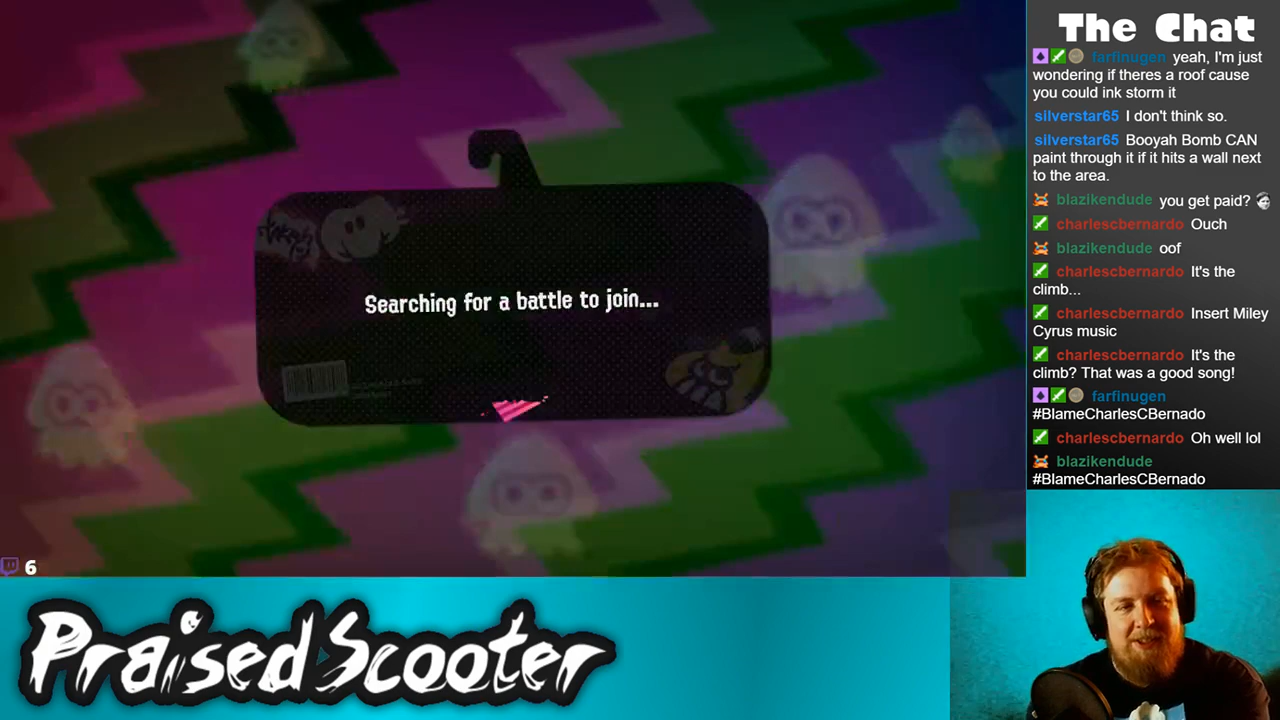 Searching for a battle to join...
6
PraisedScooter
The Chat
farfinugen yeah, I'm just
wondering if theres a roof cause
you could ink storm it
silverstar65 I don't think so.
silverstar65 Booyah Bomb CAN
paint through it if it hits a wall next
to the area.
blazikendude you get paid?
charlescbernardo Ouch
blazikendude oof
charlescbernardo It's the
climb...
charlescbernardo Insert Miley
Cyrus music
charlescbernardo It's the
climb? That was a good song!
farfinugen
#BlameCharlesCBernado
charlescbernardo Oh well lol
blazikendude
#BlameCharlesCBernado